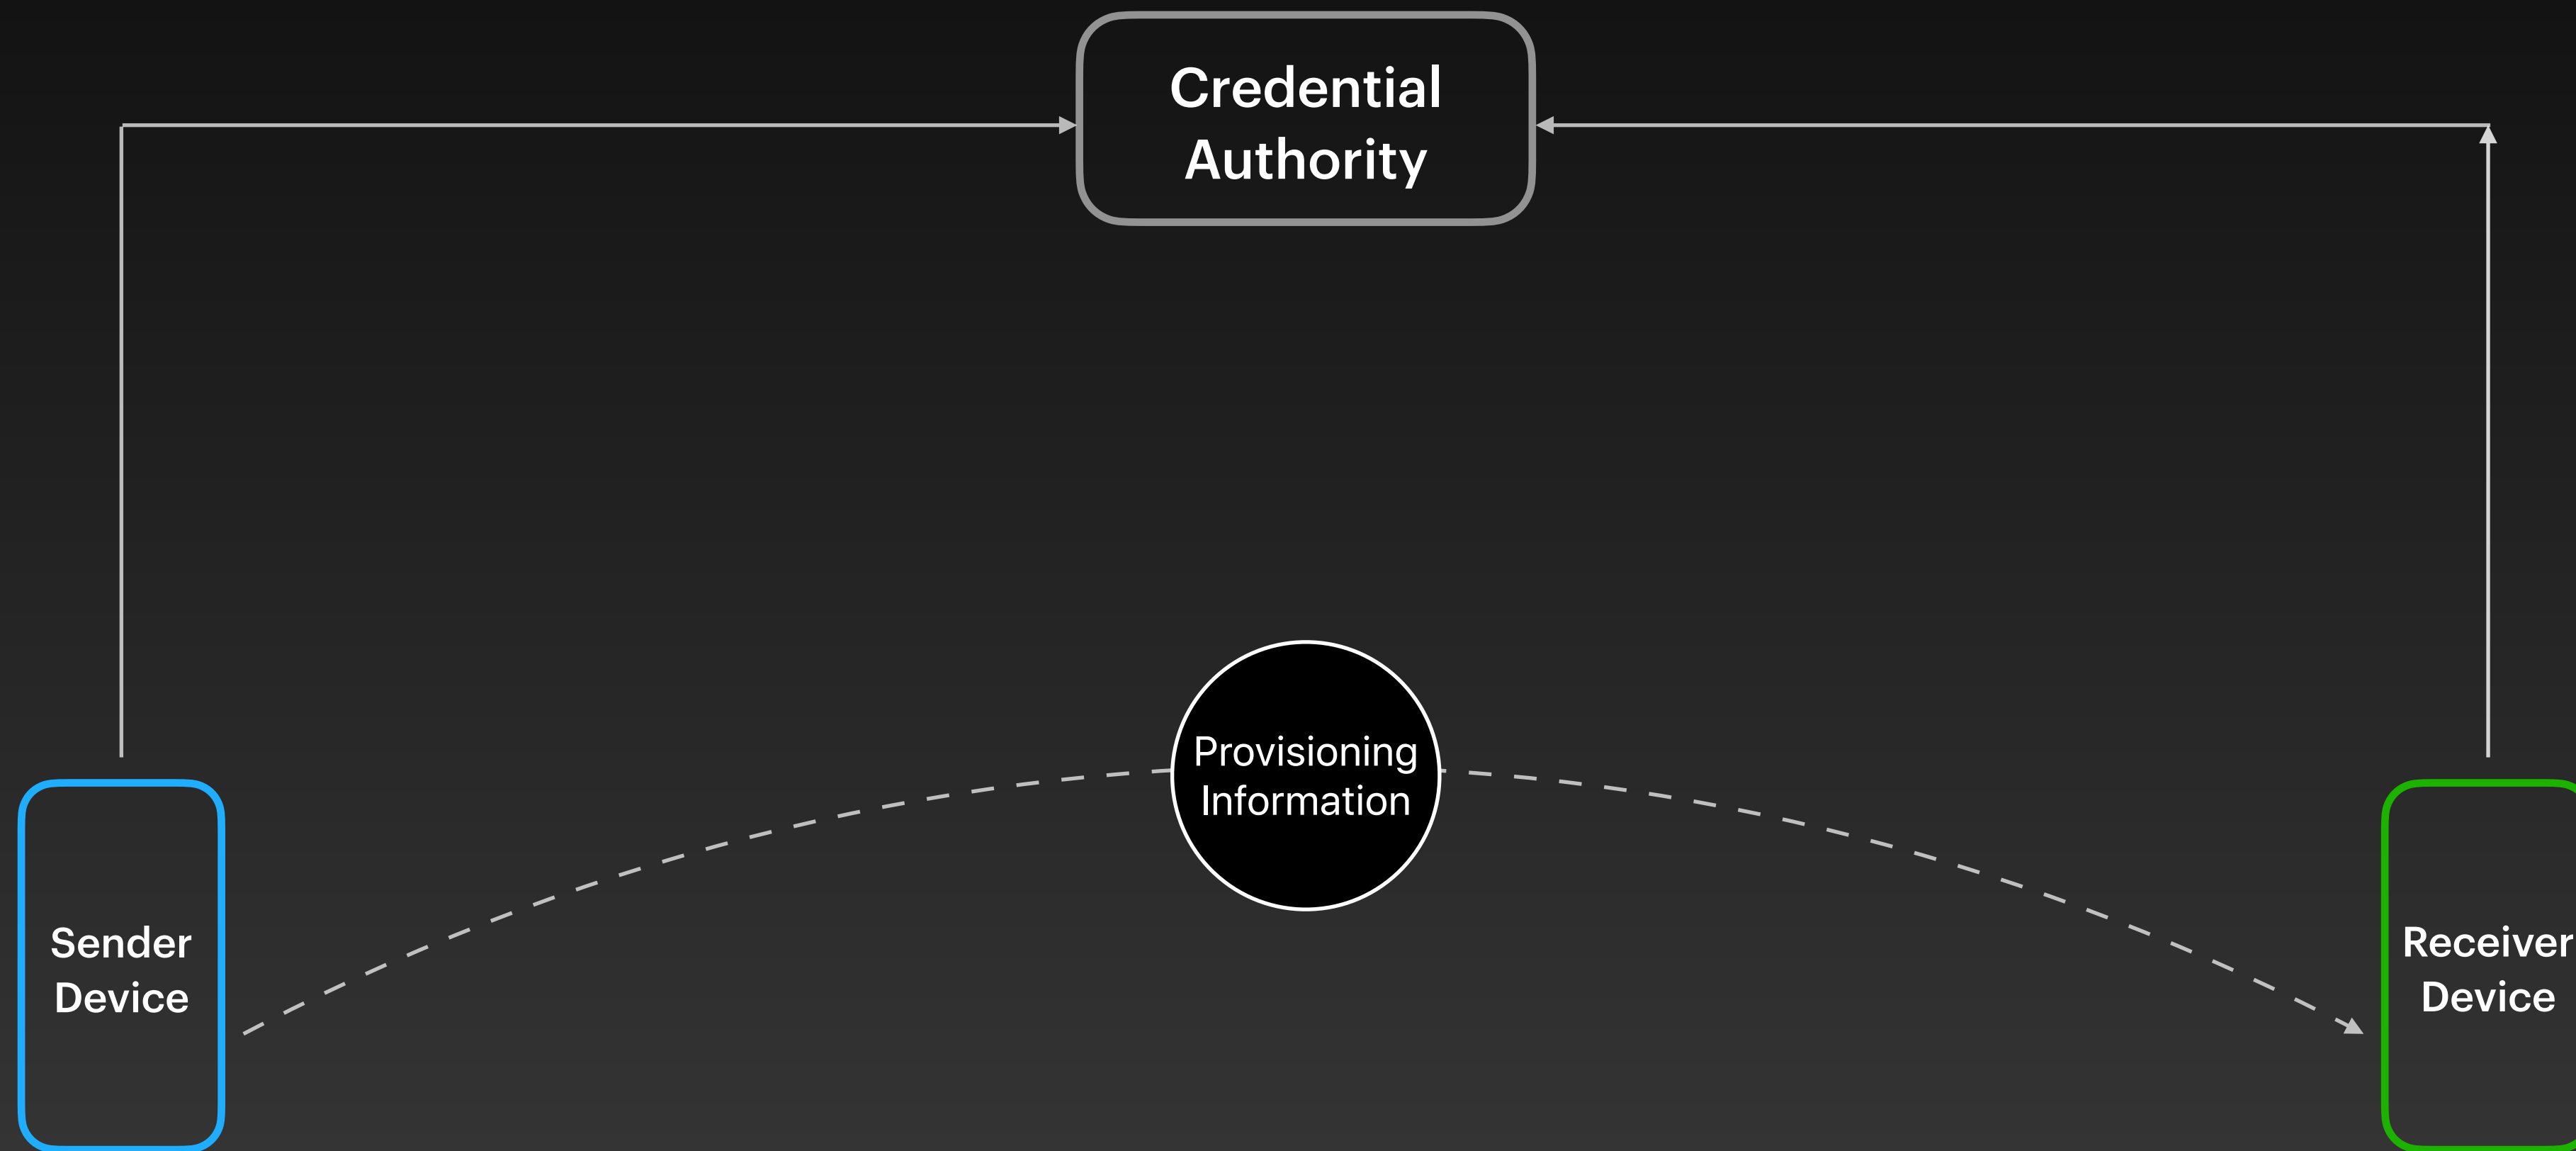 Credential
Authority
Provisioning
Information
Sender
Device
Receiver
Device